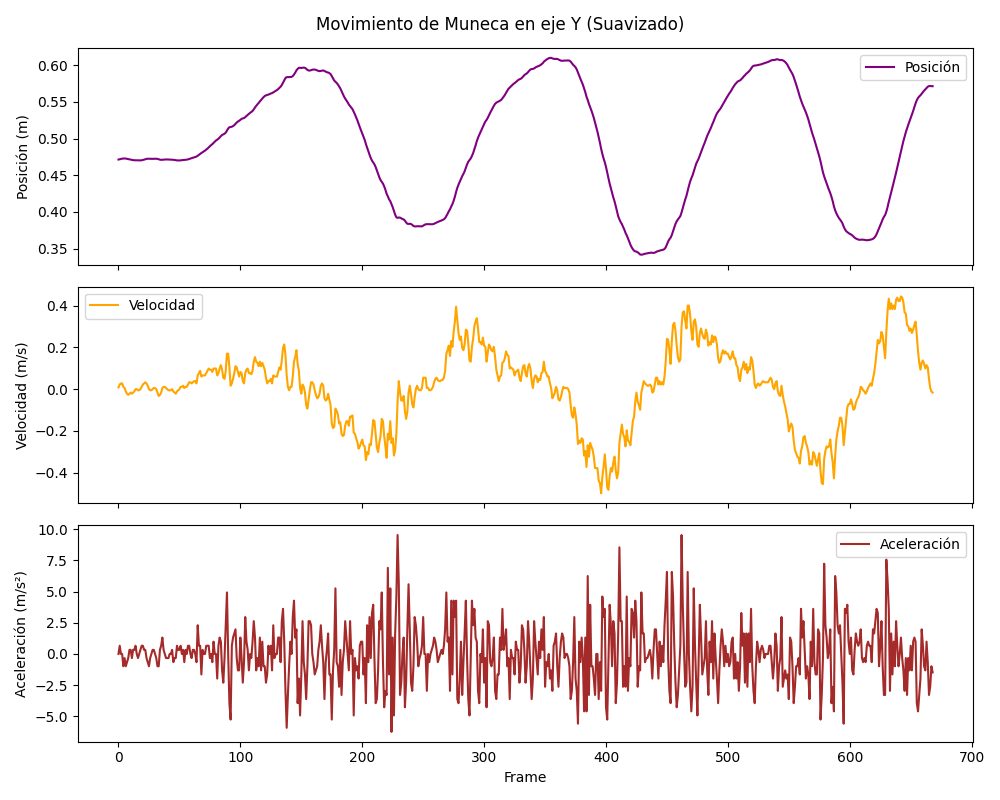 Movimiento de Muneca en eje Y (Suavizado)
Posición (m)
0.60
0.55
0.50
0.45
0.40
0.35
Posición
Velocidad (m/s)
0.4
0.2
0.0
−0.2
−0.4
Velocidad
Aceleración (m/s²)
10.0
7.5
5.0
2.5
0.0
−2.5
−5.0
Aceleración
0 100 200 300 400 500 600 700
Frame